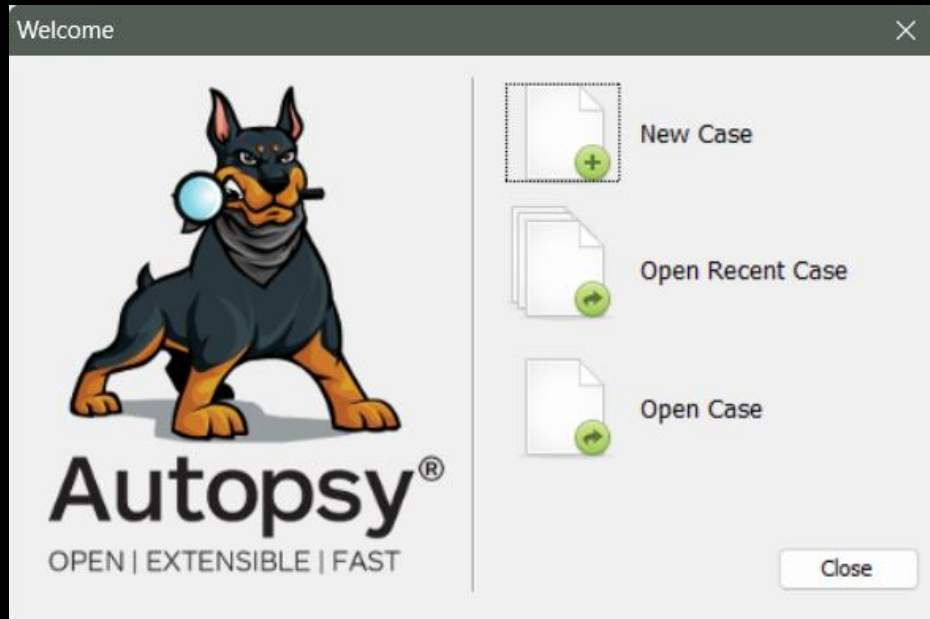 Welcome
New Case
Open Recent Case
Open Case
Autopsy®
OPEN | EXTENSIBLE | FAST
Close